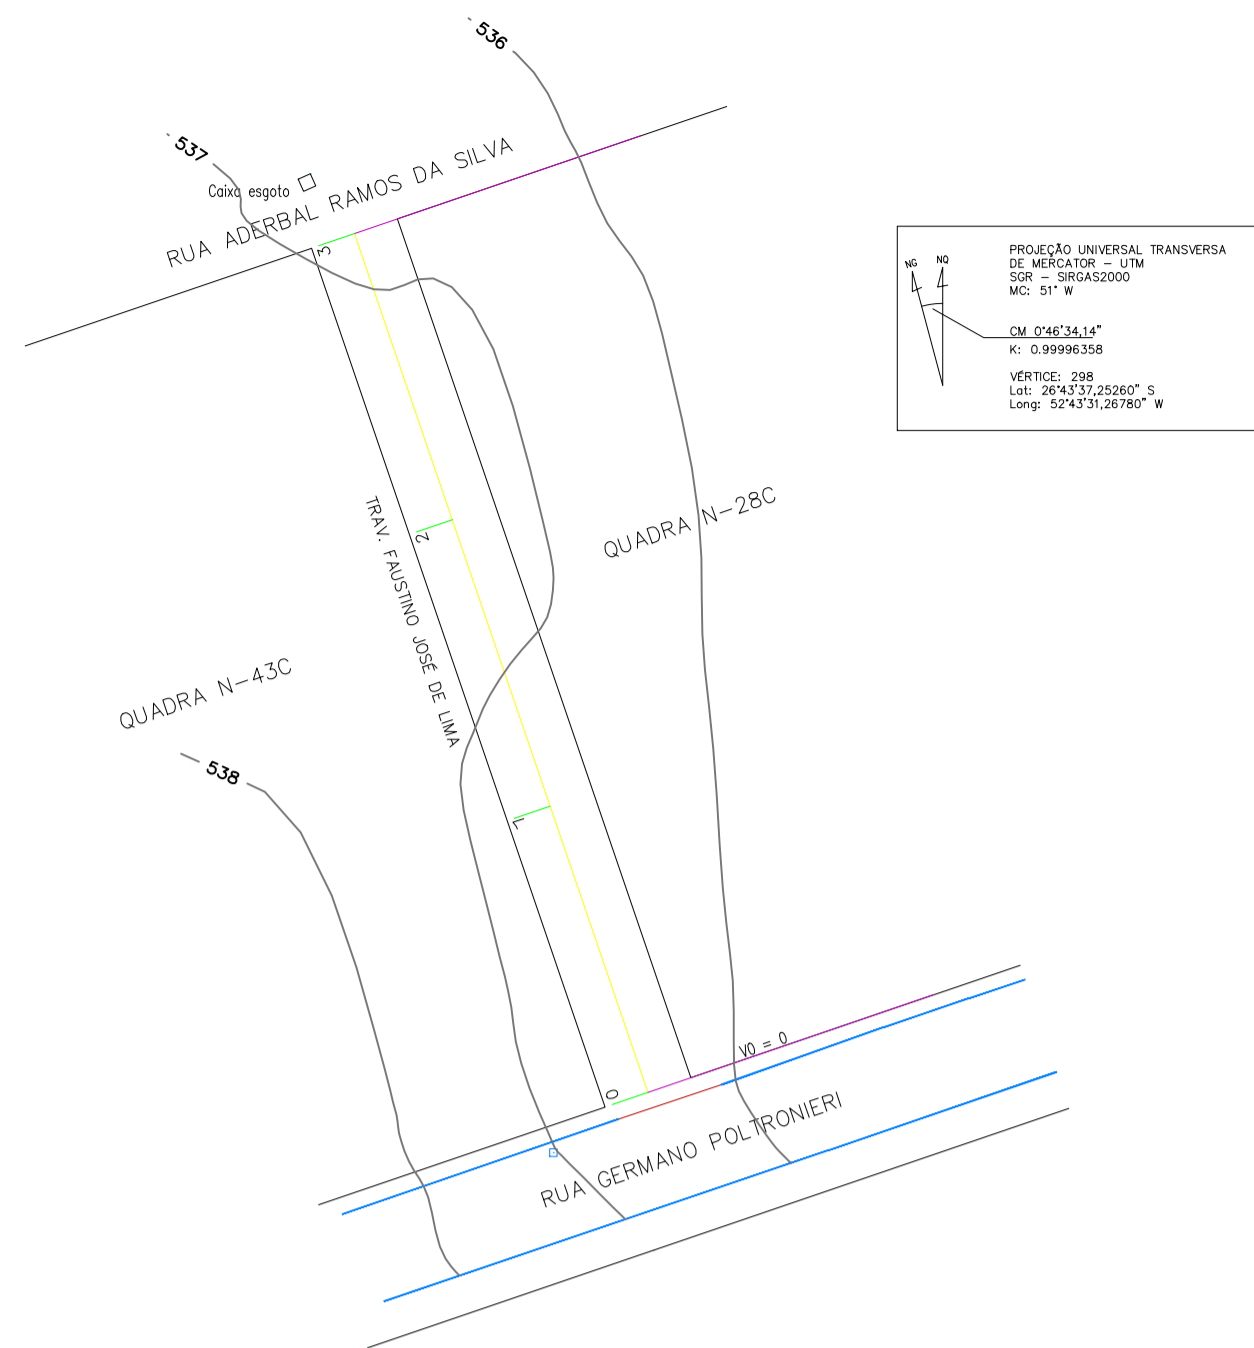 536
537
Caixa esgoto
RUA ADERBAL RAMOS DA SILVA
3
NG NQ
PROJEÇÃO UNIVERSAL TRANSVERSA
DE MERCATOR - UTM
SGR - SIRGAS2000
MC: 51° W
CM 0°46'34,14"
K: 0.99996358
VÉRTICE: 298
Lat: 26°43'37,25260" S
Long: 52°43'31,26780" W
2
TRAV. FAUSTINO JOSÉ DE LIMA
QUADRA N-28C
QUADRA N-43C
538
1
V0 = 0
0
RUA GERMANO POLTRONIERI